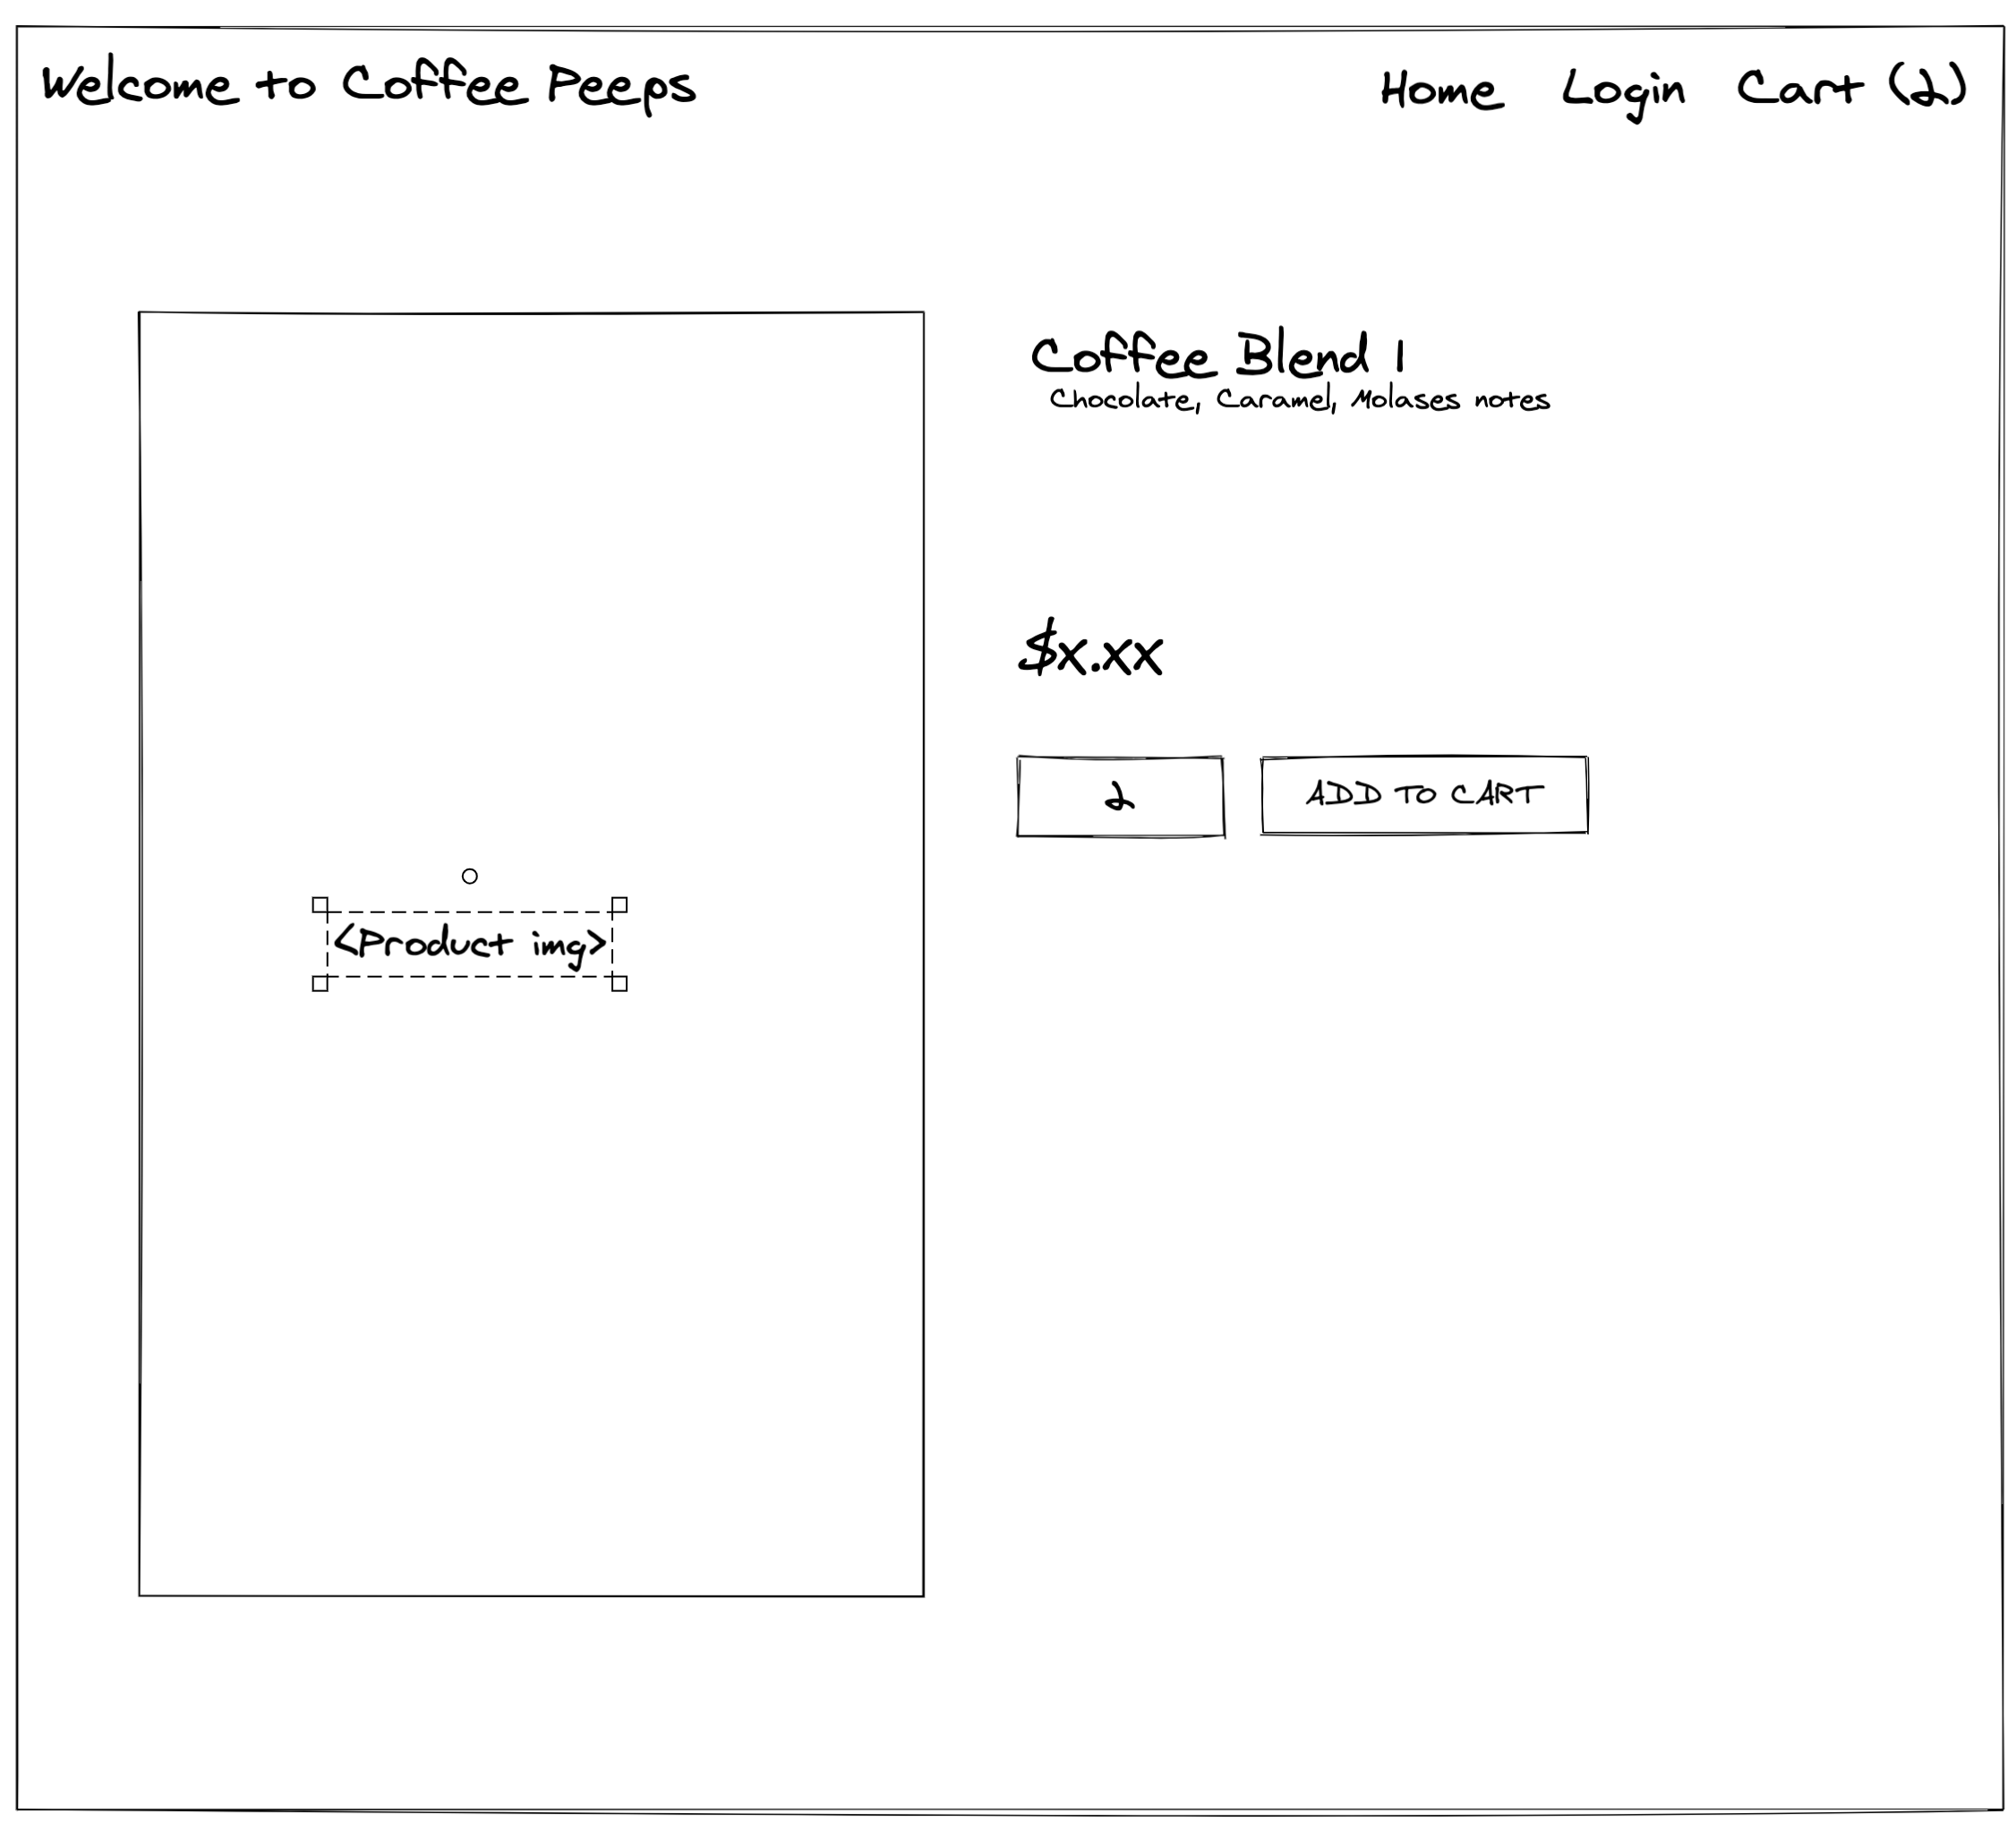 Welcome to Coffee Peeps
Home Login Cart (2)
Coffee Blend 1
Chocolate, Caramel, Molases notes
$x.xx
2
ADD TO CART
<Product img>